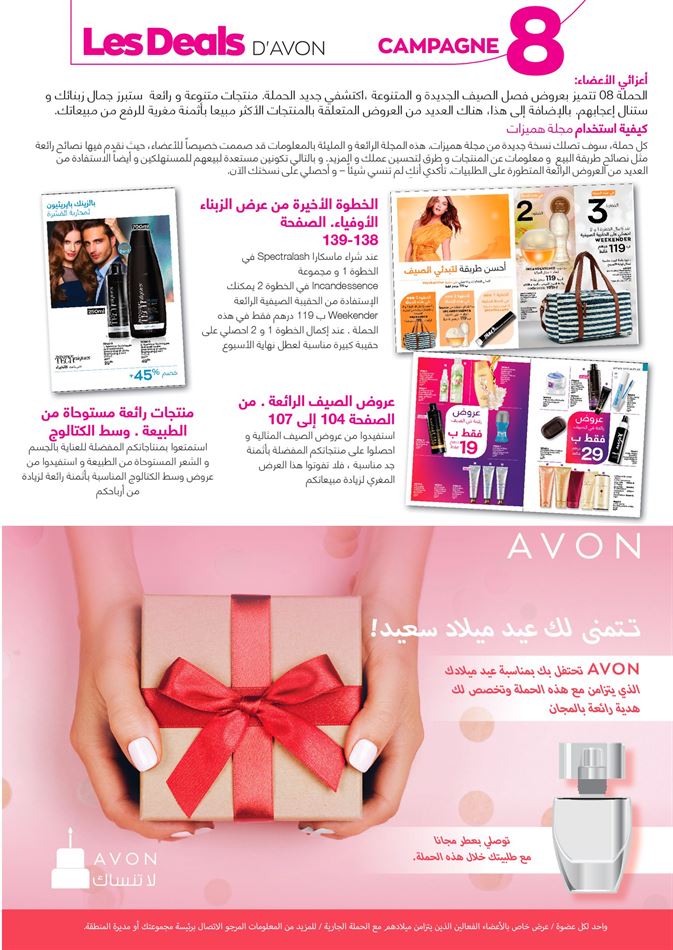 Les Deals D'AVON
CAMPAGNE 8
أعزائي الأعضاء:
الحملة 08 تتميز بعروض فصل الصيف الجديدة و المتنوعة ،اكتشفي جديد الحملة. منتجات متنوعة و رائعة ستبرز جمال زبنائك و
ستنال إعجابهم. بالإضافة إلى هذا، هناك العديد من العروض المتعلقة بالمنتجات الأكثر مبيعا بأثمنة مغرية للرفع من مبيعاتك.
كيفية استخدام مجلة هميزات
كل حملة، سوف تصلك نسخة جديدة من مجلة هميزات. هذه المجلة الرائعة و المليئة بالمعلومات قد صممت خصيصاً للأعضاء، حيث نقدم فيها نصائح رائعة
مثل نصائح طريقة البيع و معلومات عن المنتجات و طرق لتحسين عملك و المزيد. و بالتالي تكونين مستعدة لبيعهم للمستهلكين و أيضا الاستفادة من
العديد من العروض الرائعة المتطورة على الطلبيات. تأكدي أنك لم تنسي شيئاً – و أحصلي على نسختك الآن.
الخطوة الأخيرة من عرض الزبناء
الأوفياء. الصفحة
138-139
عند شراء ماسكارا Spectralash في
الخطوة 1 و مجموعة
Incandessence في الخطوة 2 يمكنك
الإستفادة من الحقيبة الصيفية الرائعة
Weekender ب 119 درهم فقط في هذه
الحملة . عند إكمال الخطوة 1 و 2 احصلي على
حقيبة كبيرة مناسبة لعطل نهاية الأسبوع
بالزينك بايريثيون
لمحاربة القشرة
700ml
250ml
خصم 45%
أحسن طريقة لتبدئي الصيف
2
3
WEEKENDER
ب 119
عروض الصيف الرائعة . من
الصفحة 104 إلى 107
استفيدوا من عروض الصيف المثالية و
احصلوا على منتجاتكم المفضلة بأثمنة
جد مناسبة ، فلا تفوتوا هذا العرض
المغري لزيادة مبيعاتكم
عروض
فقط ب
19
عروض
فقط ب
29
منتجات رائعة مستوحاة من
الطبيعة . وسط الكتالوج
استمتعوا بمنتاجاتكم المفضلة للعناية بالجسم
و الشعر المستوحاة من الطبيعة و استفيدوا من
عروض وسط الكتالوج المناسبة بأثمنة رائعة لزيادة
من أرباحكم
AVON
تتمنى لك عيد ميلاد سعيد!
AVON تحتفل بك بمناسبة عيد ميلادك
الذي يتزامن مع هذه الحملة وتخصص لك
هدية رائعة بالمجان
توصلي بعطر مجانا
مع طلبيتك خلال هذه الحملة.
AVON
لا تنساك
واحد لكل عضوة / عرض خاص بالأعضاء الفعالين الذين يتزامن ميلادهم مع الحملة الجارية / للمزيد من المعلومات المرجو الاتصال برئيسة مجموعتك أو مديرة المنطقة.